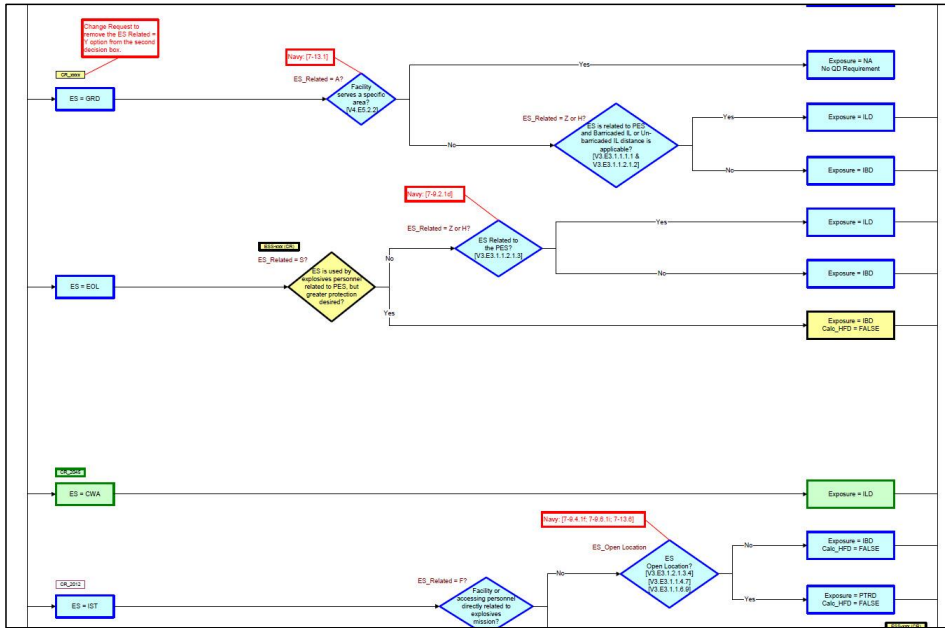 Change Request to
remove the ES Related =
Y option from the second
decision box.
CR_xxxx
ES = GRD
Navy: [7-13.1]
ES_Related = A?
Facility
serves a specific
area?
[V4.E5.2.2]
Yes
Exposure = NA
No QD Requirement
No
ES_Related = Z or H?
ES is related to PES
and Barricaded IL or Un-
barricaded IL distance is
applicable?
[V3.E3.1.1.1.1 &
V3.E3.1.1.2.1.2]
Yes
Exposure = ILD
No
Exposure = IBD
Navy: [7-9.2.1d]
ES_Related = Z or H?
ES Related to
the PES?
[V3.E3.1.1.2.1.3]
Yes
Exposure = ILD
No
Exposure = IBD
ESS-xxx (CR)
ES_Related = S?
ES = EOL
ES is used by
explosives personnel
related to PES, but
greater protection
desired?
No
Yes
Exposure = IBD
Calc_HFD = FALSE
ES = CWA
Exposure = ILD
Navy: [7-9.4.1f; 7-9.6.1i; 7-13.6]
ES_Open Location
ES
Open Location?
[V3.E3.1.2.1.3.4]
[V3.E3.1.1.4.7]
[V3.E3.1.1.6.9]
No
Exposure = IBD
Calc_HFD = FALSE
Yes
Exposure = PTRD
Calc_HFD = FALSE
CR_2012
ES = IST
ES_Related = F?
Facility or
accessing personnel
directly related to
explosives
mission?
No